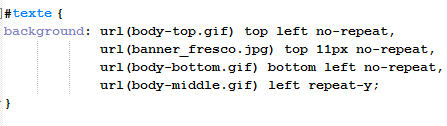 #texte {
background: url(body-top.gif) top left no-repeat,
url(banner_fresco.jpg) top 11px no-repeat,
url(body-bottom.gif) bottom left no-repeat,
url(body-middle.gif) left repeat-y;
}